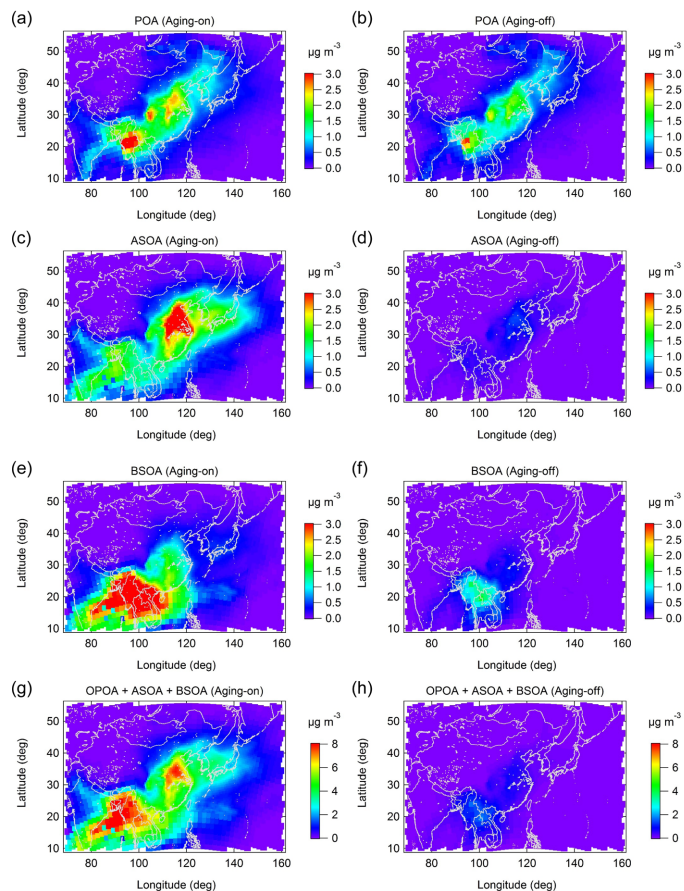 (a)
POA (Aging-on)
µg m-3
50
40
30
20
10
Latitude (deg)
80 100 120 140 160
Longitude (deg)
3.0
2.5
2.0
1.5
1.0
0.5
0.0
(b)
POA (Aging-off)
µg m-3
50
40
30
20
10
Latitude (deg)
80 100 120 140 160
Longitude (deg)
3.0
2.5
2.0
1.5
1.0
0.5
0.0
(c)
ASOA (Aging-on)
µg m-3
50
40
30
20
10
Latitude (deg)
80 100 120 140 160
Longitude (deg)
3.0
2.5
2.0
1.5
1.0
0.5
0.0
(d)
ASOA (Aging-off)
µg m-3
50
40
30
20
10
Latitude (deg)
80 100 120 140 160
Longitude (deg)
3.0
2.5
2.0
1.5
1.0
0.5
0.0
(e)
BSOA (Aging-on)
µg m-3
50
40
30
20
10
Latitude (deg)
80 100 120 140 160
Longitude (deg)
3.0
2.5
2.0
1.5
1.0
0.5
0.0
(f)
BSOA (Aging-off)
µg m-3
50
40
30
20
10
Latitude (deg)
80 100 120 140 160
Longitude (deg)
3.0
2.5
2.0
1.5
1.0
0.5
0.0
(g)
OPOA + ASOA + BSOA (Aging-on)
µg m-3
50
40
30
20
10
Latitude (deg)
80 100 120 140 160
Longitude (deg)
8
6
4
2
0
(h)
OPOA + ASOA + BSOA (Aging-off)
µg m-3
50
40
30
20
10
Latitude (deg)
80 100 120 140 160
Longitude (deg)
8
6
4
2
0